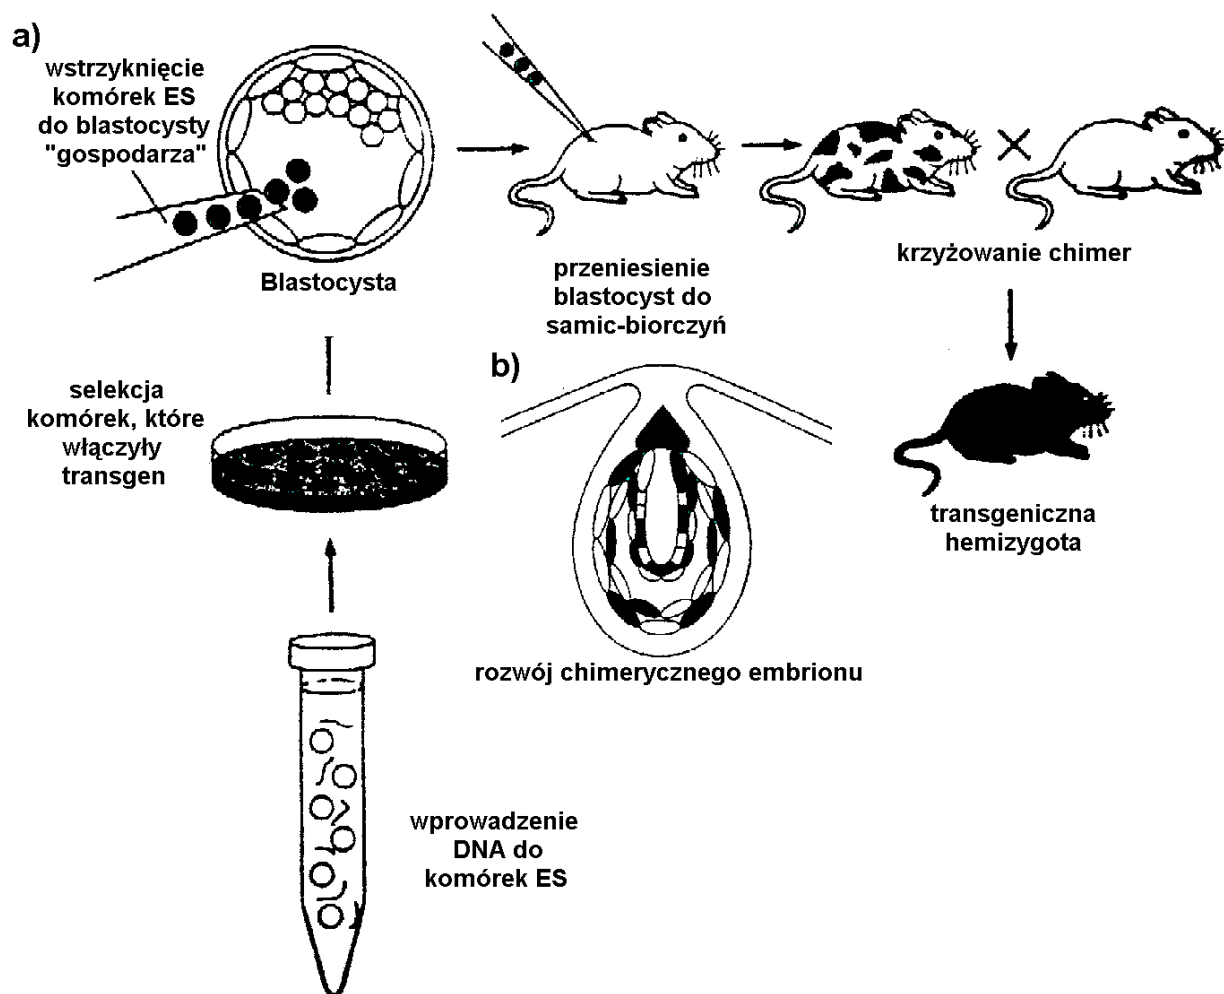 a)
wstrzyknięcie
komórek ES
do blastocysty
"gospodarza"
Blastocysta
przeniesienie
blastocyst do
samic-biorczyń
krzyżowanie chimer
selekcja
komórek, które
włączyły
transgen
b)
transgeniczna
hemizygota
rozwój chimerycznego embrionu
wprowadzenie
DNA do
komórek ES